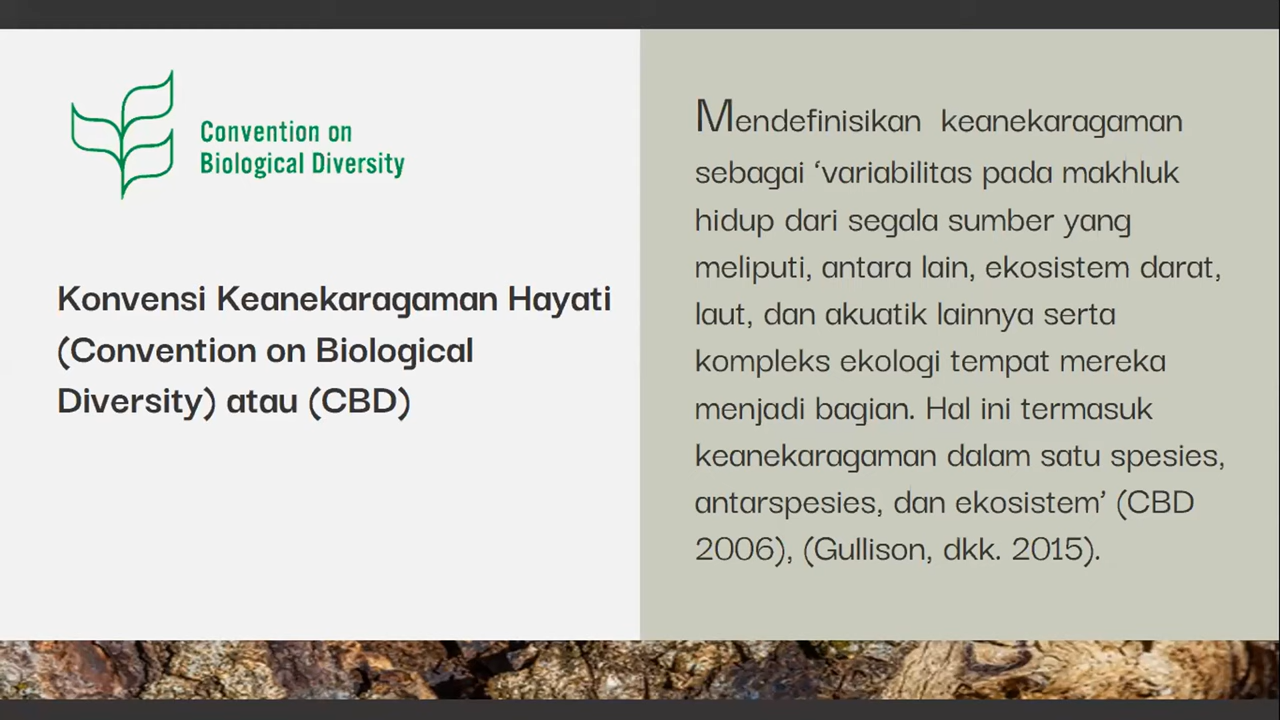 Convention on
Biological Diversity
Konvensi Keanekaragaman Hayati
(Convention on Biological
Diversity) atau (CBD)
Mendefinisikan keanekaragaman
sebagai ‘variabilitas pada makhluk
hidup dari segala sumber yang
meliputi, antara lain, ekosistem darat,
laut, dan akuatik lainnya serta
kompleks ekologi tempat mereka
menjadi bagian. Hal ini termasuk
keanekaragaman dalam satu spesies,
antarspesies, dan ekosistem’ (CBD
2006), (Gullison, dkk. 2015).